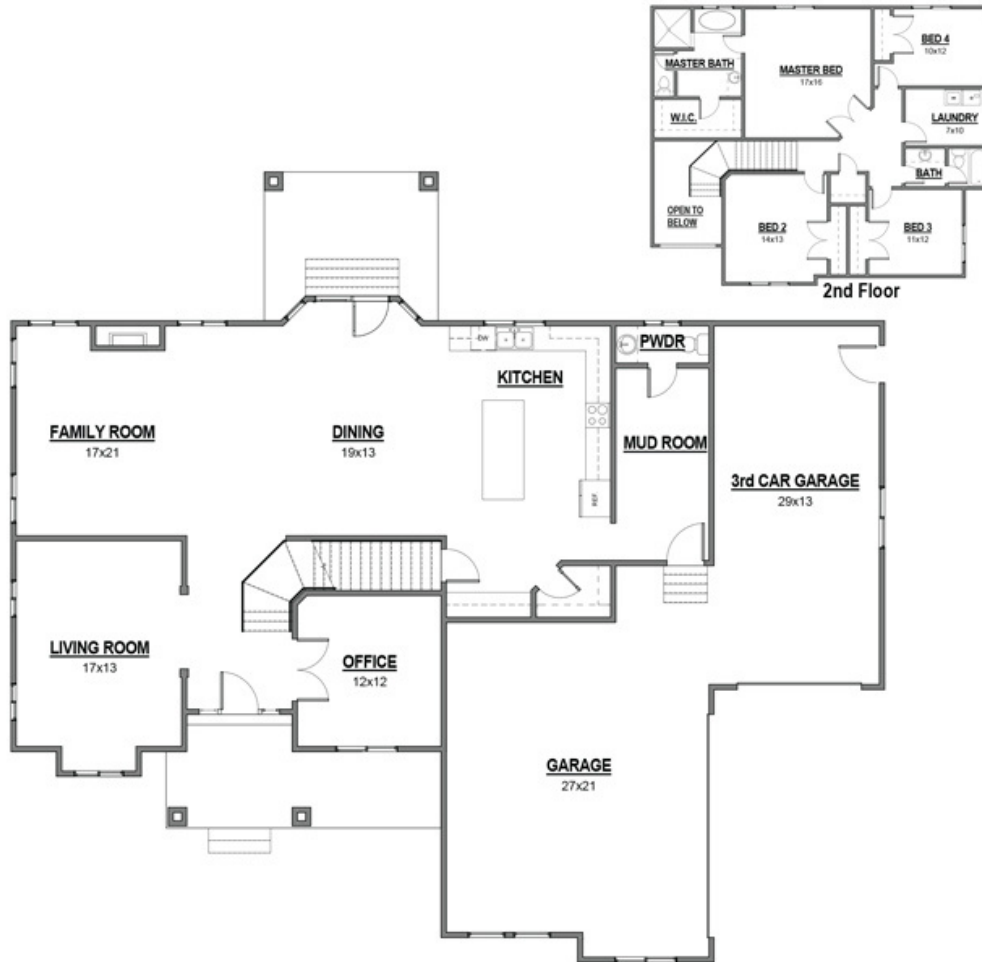 BED 4
10x12
MASTER BATH
MASTER BED
17x16
W.I.C.
LAUNDRY
7x10
BATH
OPEN TO
BELOW
BED 2
14x13
BED 3
11x12
2nd Floor
DW
PWDR
KITCHEN
FAMILY ROOM
17x21
DINING
19x13
MUD ROOM
3rd CAR GARAGE
29x13
REF.
LIVING ROOM
17x13
OFFICE
12x12
GARAGE
27x21